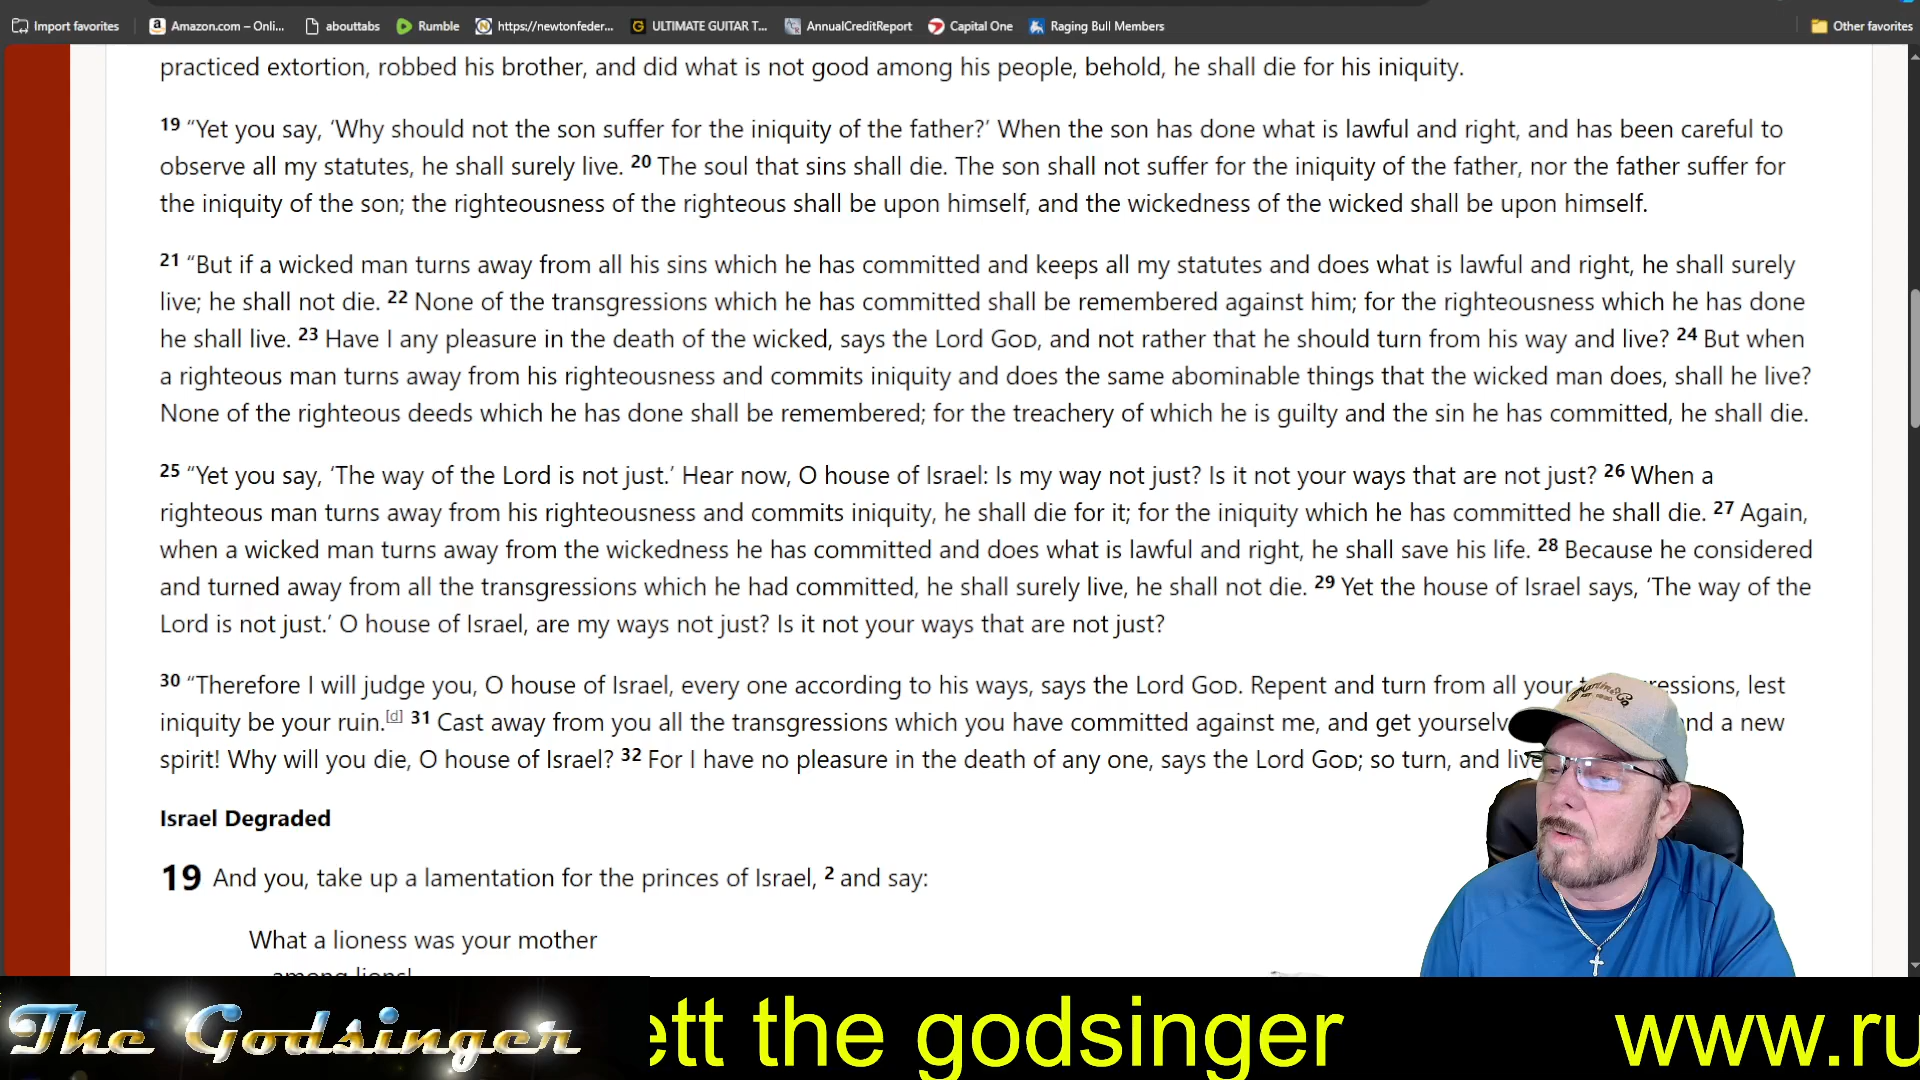 Import favorites Amazon.com – Onli... abouttabs Rumble https://newtonfeder... ULTIMATE GUITAR T... AnnualCreditReport Capital One Raging Bull Members Other favorites
practiced extortion, robbed his brother, and did what is not good among his people, behold, he shall die for his iniquity.
19 “Yet you say, ‘Why should not the son suffer for the iniquity of the father?’ When the son has done what is lawful and right, and has been careful to
observe all my statutes, he shall surely live. 20 The soul that sins shall die. The son shall not suffer for the iniquity of the father, nor the father suffer for
the iniquity of the son; the righteousness of the righteous shall be upon himself, and the wickedness of the wicked shall be upon himself.
21 “But if a wicked man turns away from all his sins which he has committed and keeps all my statutes and does what is lawful and right, he shall surely
live; he shall not die. 22 None of the transgressions which he has committed shall be remembered against him; for the righteousness which he has done
he shall live. 23 Have I any pleasure in the death of the wicked, says the Lord GOD, and not rather that he should turn from his way and live? 24 But when
a righteous man turns away from his righteousness and commits iniquity and does the same abominable things that the wicked man does, shall he live?
None of the righteous deeds which he has done shall be remembered; for the treachery of which he is guilty and the sin he has committed, he shall die.
25 “Yet you say, ‘The way of the Lord is not just.’ Hear now, O house of Israel: Is my way not just? Is it not your ways that are not just? 26 When a
righteous man turns away from his righteousness and commits iniquity, he shall die for it; for the iniquity which he has committed he shall die. 27 Again,
when a wicked man turns away from the wickedness he has committed and does what is lawful and right, he shall save his life. 28 Because he considered
and turned away from all the transgressions which he had committed, he shall surely live, he shall not die. 29 Yet the house of Israel says, ‘The way of the
Lord is not just.’ O house of Israel, are my ways not just? Is it not your ways that are not just?
30 “Therefore I will judge you, O house of Israel, every one according to his ways, says the Lord GOD. Repent and turn from all your essions, lest
iniquity be your ruin.[d] 31 Cast away from you all the transgressions which you have committed against me, and get yourselv and a new
spirit! Why will you die, O house of Israel? 32 For I have no pleasure in the death of any one, says the Lord GOD; so turn, and live
Israel Degraded
19 And you, take up a lamentation for the princes of Israel, 2 and say:
What a lioness was your mother
among lions!
The Godsinger ett the godsinger www.ru